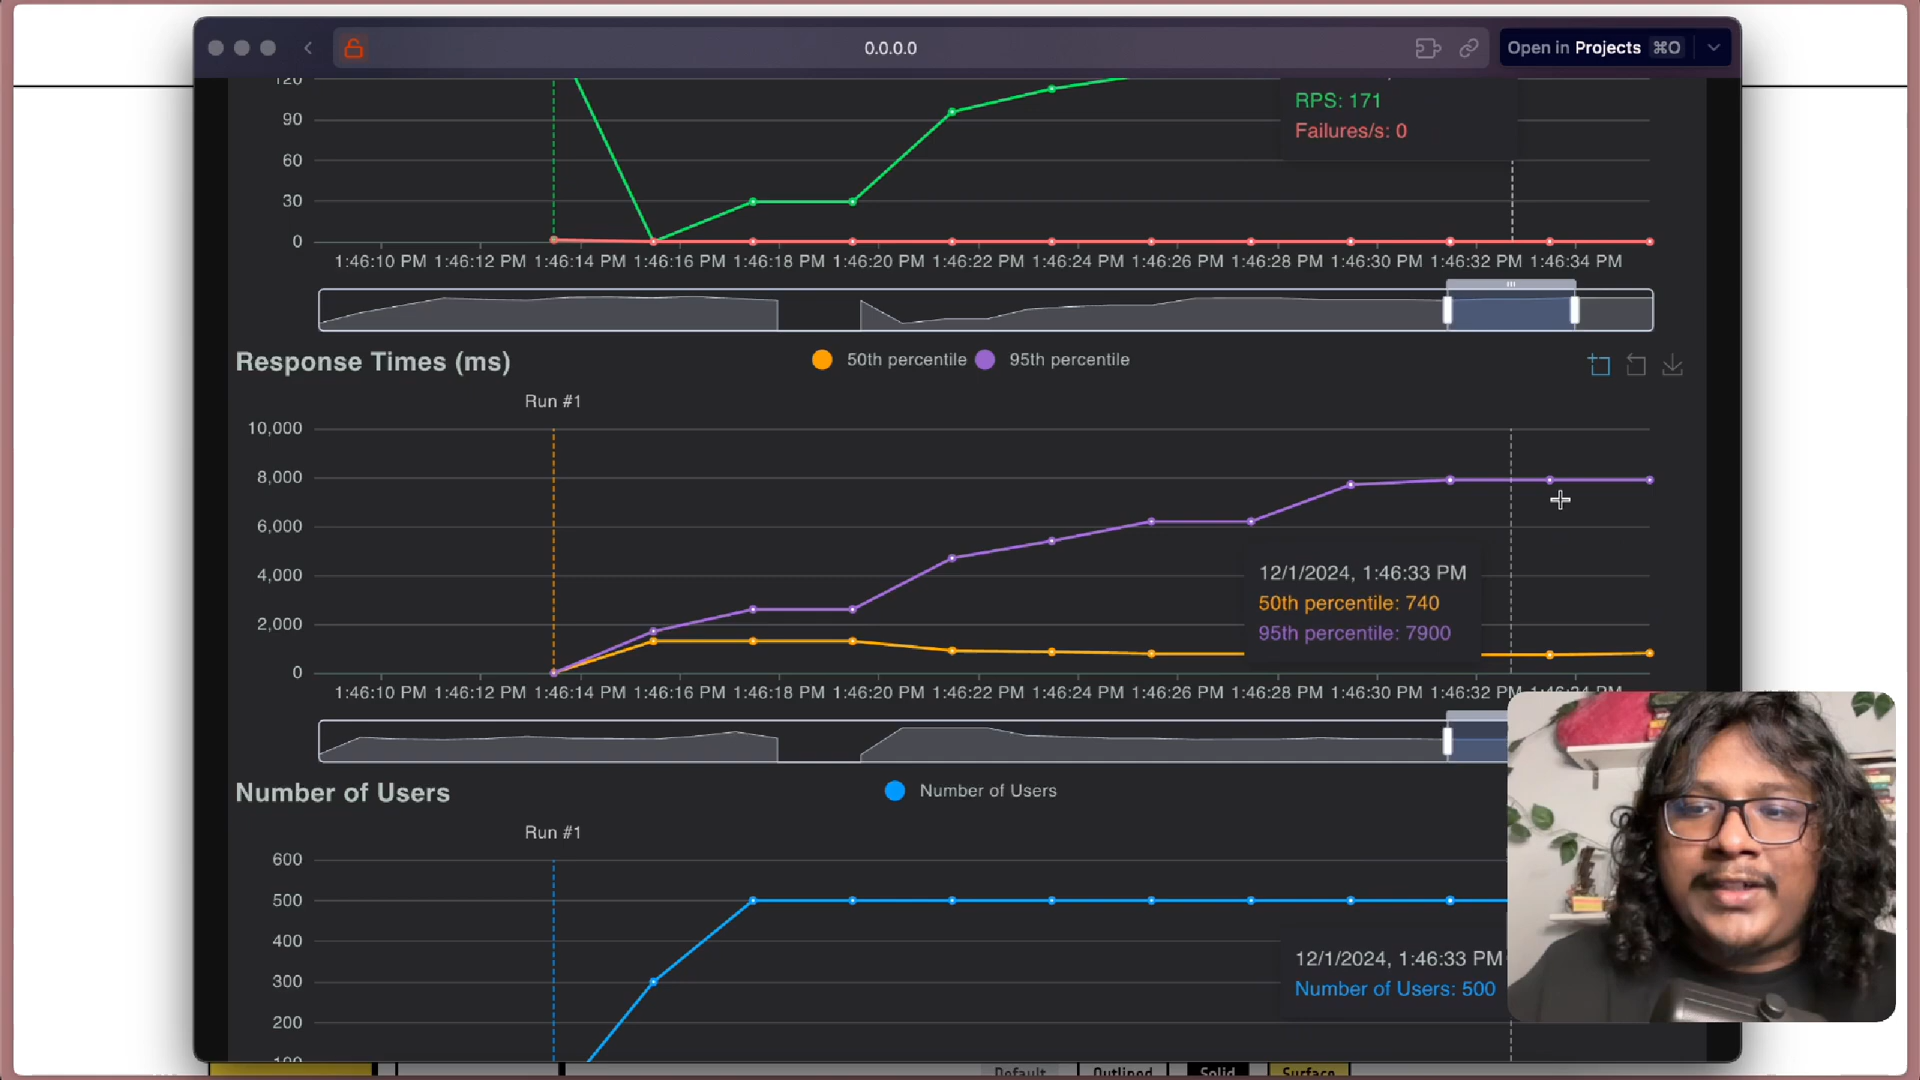 0.0.0.0
Open in Projects ⌘O
120
RPS: 171
90
Failures/s: 0
60
30
0
1:46:10 PM 1:46:12 PM 1:46:14 PM 1:46:16 PM 1:46:18 PM 1:46:20 PM 1:46:22 PM 1:46:24 PM 1:46:26 PM 1:46:28 PM 1:46:30 PM 1:46:32 PM 1:46:34 PM
Response Times (ms)
50th percentile 95th percentile
Run #1
10,000
8,000
6,000
4,000
2,000
0
12/1/2024, 1:46:33 PM
50th percentile: 740
95th percentile: 7900
1:46:10 PM 1:46:12 PM 1:46:14 PM 1:46:16 PM 1:46:18 PM 1:46:20 PM 1:46:22 PM 1:46:24 PM 1:46:26 PM 1:46:28 PM 1:46:30 PM 1:46:32 PM 1:46:34 PM
Number of Users
Number of Users
Run #1
600
500
400
300
200
100
12/1/2024, 1:46:33 PM
Number of Users: 500
Default Outlined Solid Surface